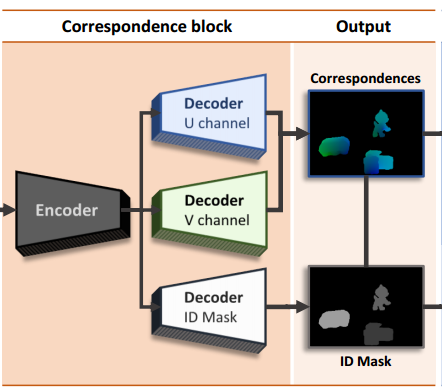 Correspondence block
Output
Correspondences
Decoder
U channel
Encoder
Decoder
V channel
Decoder
ID Mask
ID Mask